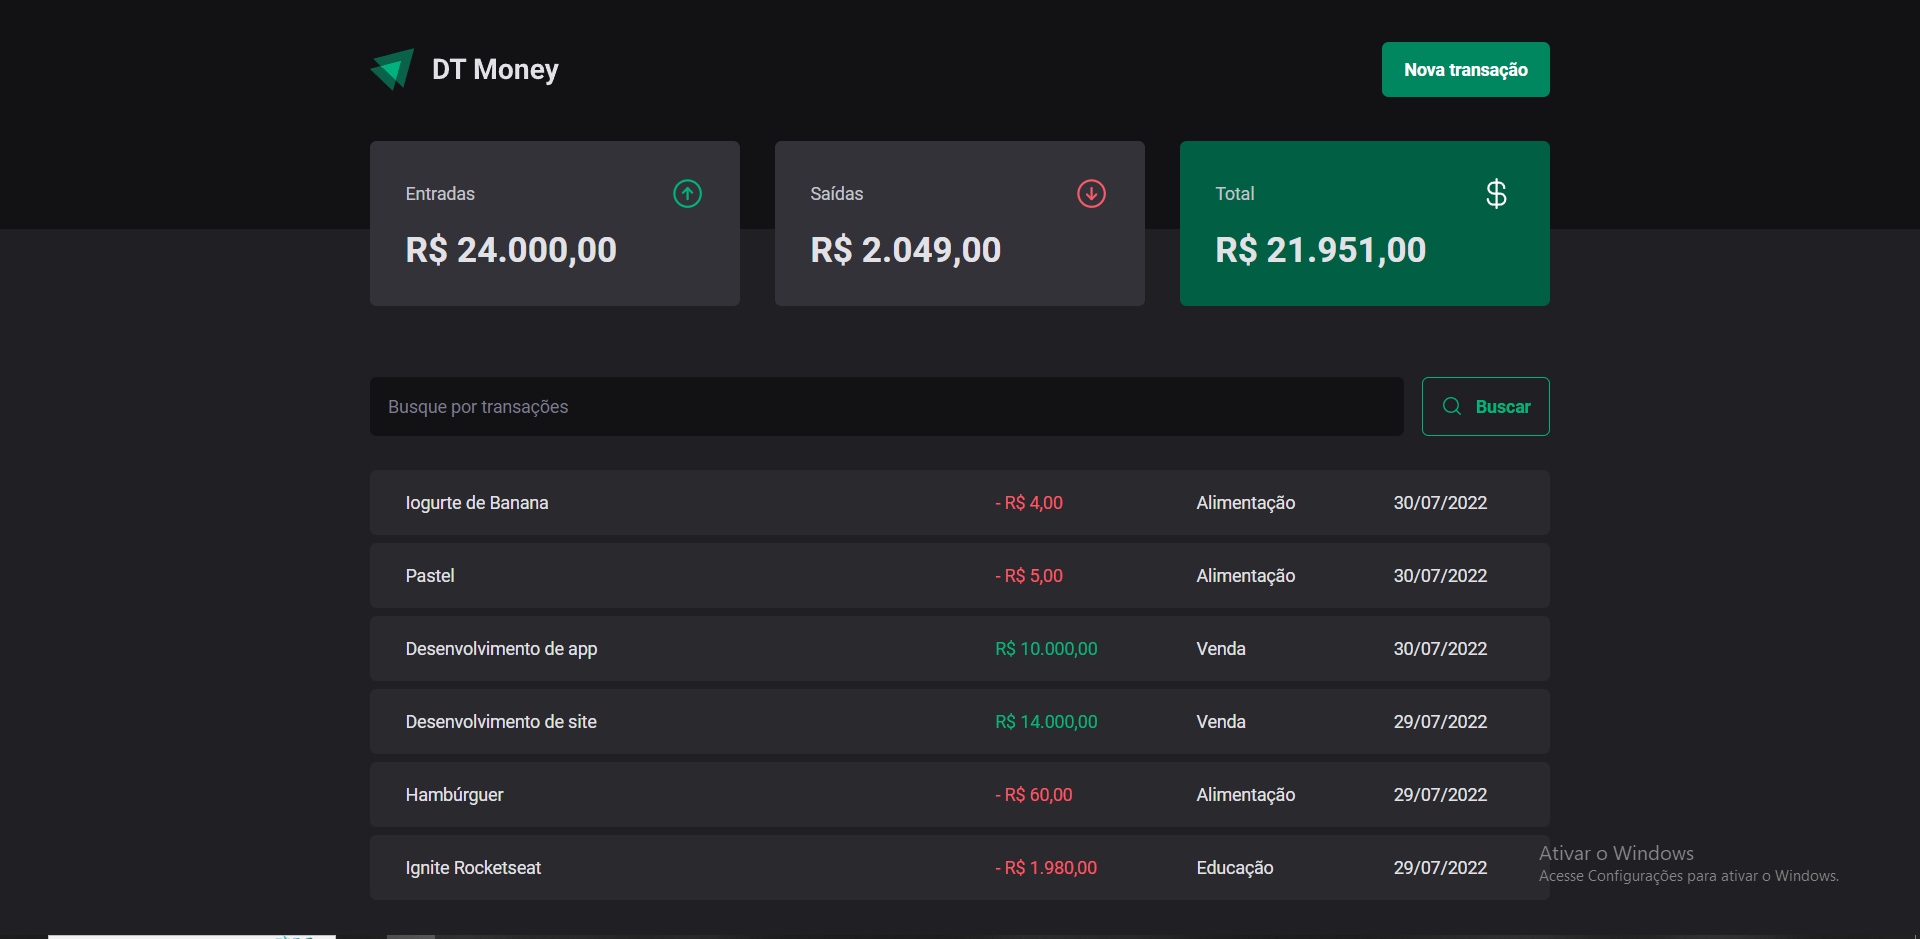 DT Money
Nova transação
Entradas
Saídas
Total
R$ 24.000,00
R$ 2.049,00
R$ 21.951,00
Busque por transações
Buscar
Iogurte de Banana - R$ 4,00 Alimentação 30/07/2022
Pastel - R$ 5,00 Alimentação 30/07/2022
Desenvolvimento de app R$ 10.000,00 Venda 30/07/2022
Desenvolvimento de site R$ 14.000,00 Venda 29/07/2022
Hambúrguer - R$ 60,00 Alimentação 29/07/2022
Ignite Rocketseat - R$ 1.980,00 Educação 29/07/2022
Ativar o Windows
Acesse Configurações para ativar o Windows.